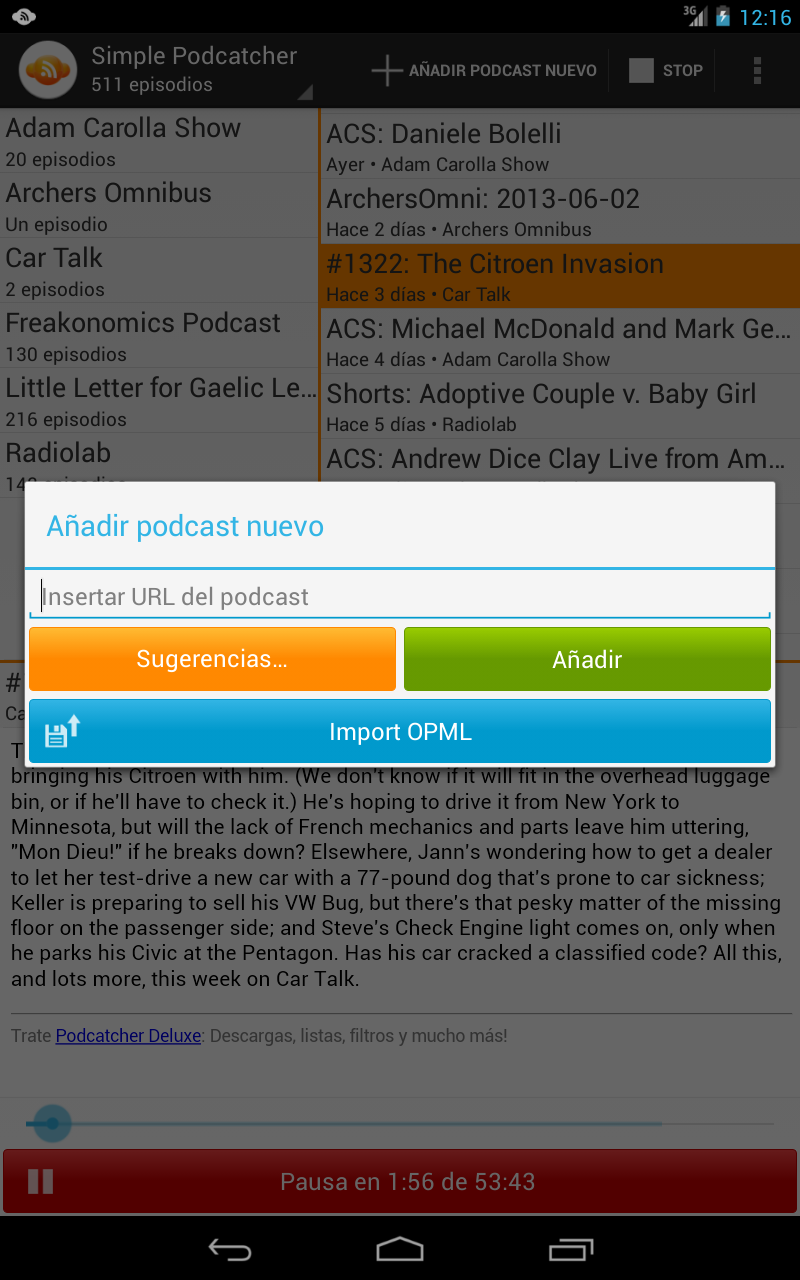 3G 12:16
Simple Podcatcher
511 episodios
AÑADIR PODCAST NUEVO
STOP
Adam Carolla Show
20 episodios
Archers Omnibus
Un episodio
Car Talk
2 episodios
Freakonomics Podcast
130 episodios
Little Letter for Gaelic Le...
216 episodios
Radiolab
ACS: Daniele Bolelli
Ayer • Adam Carolla Show
ArchersOmni: 2013-06-02
Hace 2 días • Archers Omnibus
#1322: The Citroen Invasion
Hace 3 días • Car Talk
ACS: Michael McDonald and Mark Ge...
Hace 4 días • Adam Carolla Show
Shorts: Adoptive Couple v. Baby Girl
Hace 5 días • Radiolab
ACS: Andrew Dice Clay Live from Am...
Añadir podcast nuevo
Insertar URL del podcast
Sugerencias...
Añadir
Import OPML
#
Ca
T
bringing his Citroen with him. (We don't know if it will fit in the overhead luggage
bin, or if he'll have to check it.) He's hoping to drive it from New York to
Minnesota, but will the lack of French mechanics and parts leave him uttering,
"Mon Dieu!" if he breaks down? Elsewhere, Jann's wondering how to get a dealer
to let her test-drive a new car with a 77-pound dog that's prone to car sickness;
Keller is preparing to sell his VW Bug, but there's that pesky matter of the missing
floor on the passenger side; and Steve's Check Engine light comes on, only when
he parks his Civic at the Pentagon. Has his car cracked a classified code? All this,
and lots more, this week on Car Talk.
Trate Podcatcher Deluxe: Descargas, listas, filtros y mucho más!
Pausa en 1:56 de 53:43